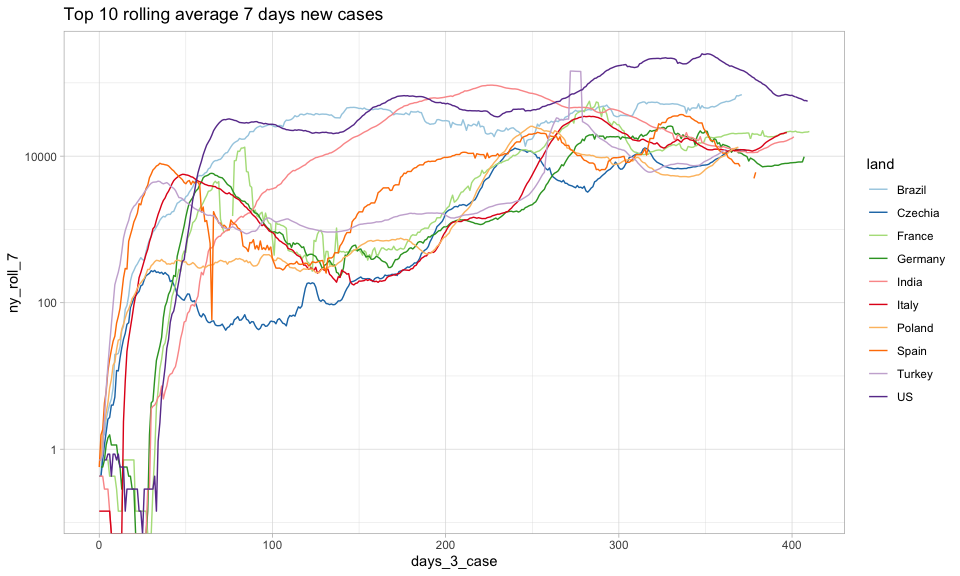 Top 10 rolling average 7 days new cases
ny_roll_7
10000
100
1
0
100
200
300
400
days_3_case
land
Brazil
Czechia
France
Germany
India
Italy
Poland
Spain
Turkey
US